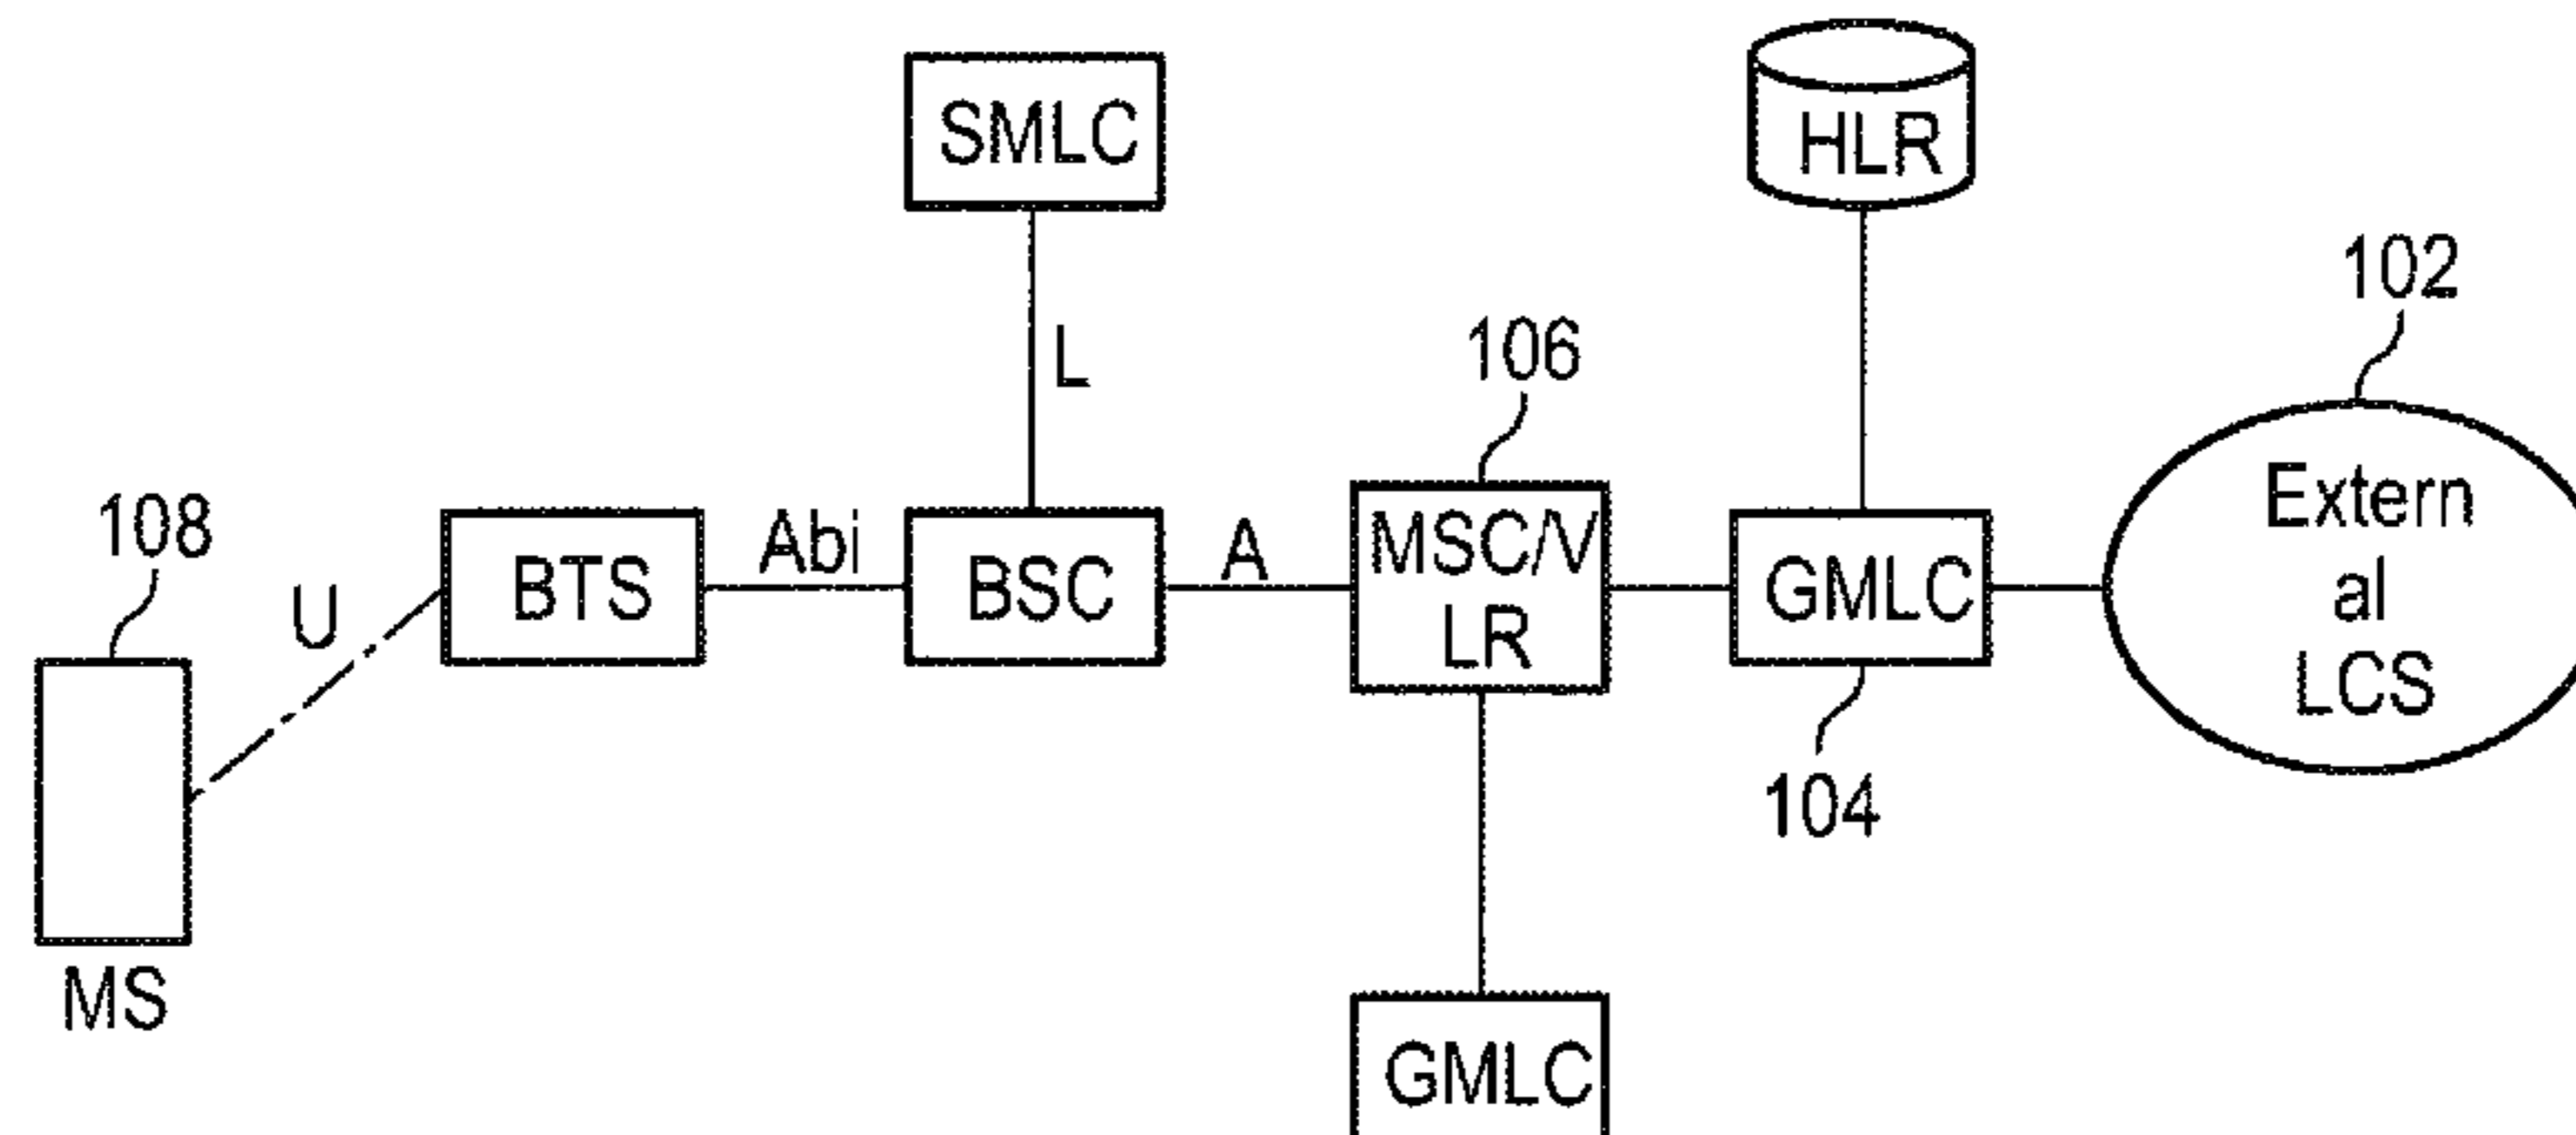 SMLC
HLR
102
L
106
Extern
al
LCS
108
U
BTS
Abi
BSC
A
MSC/V
LR
GMLC
104
MS
GMLC